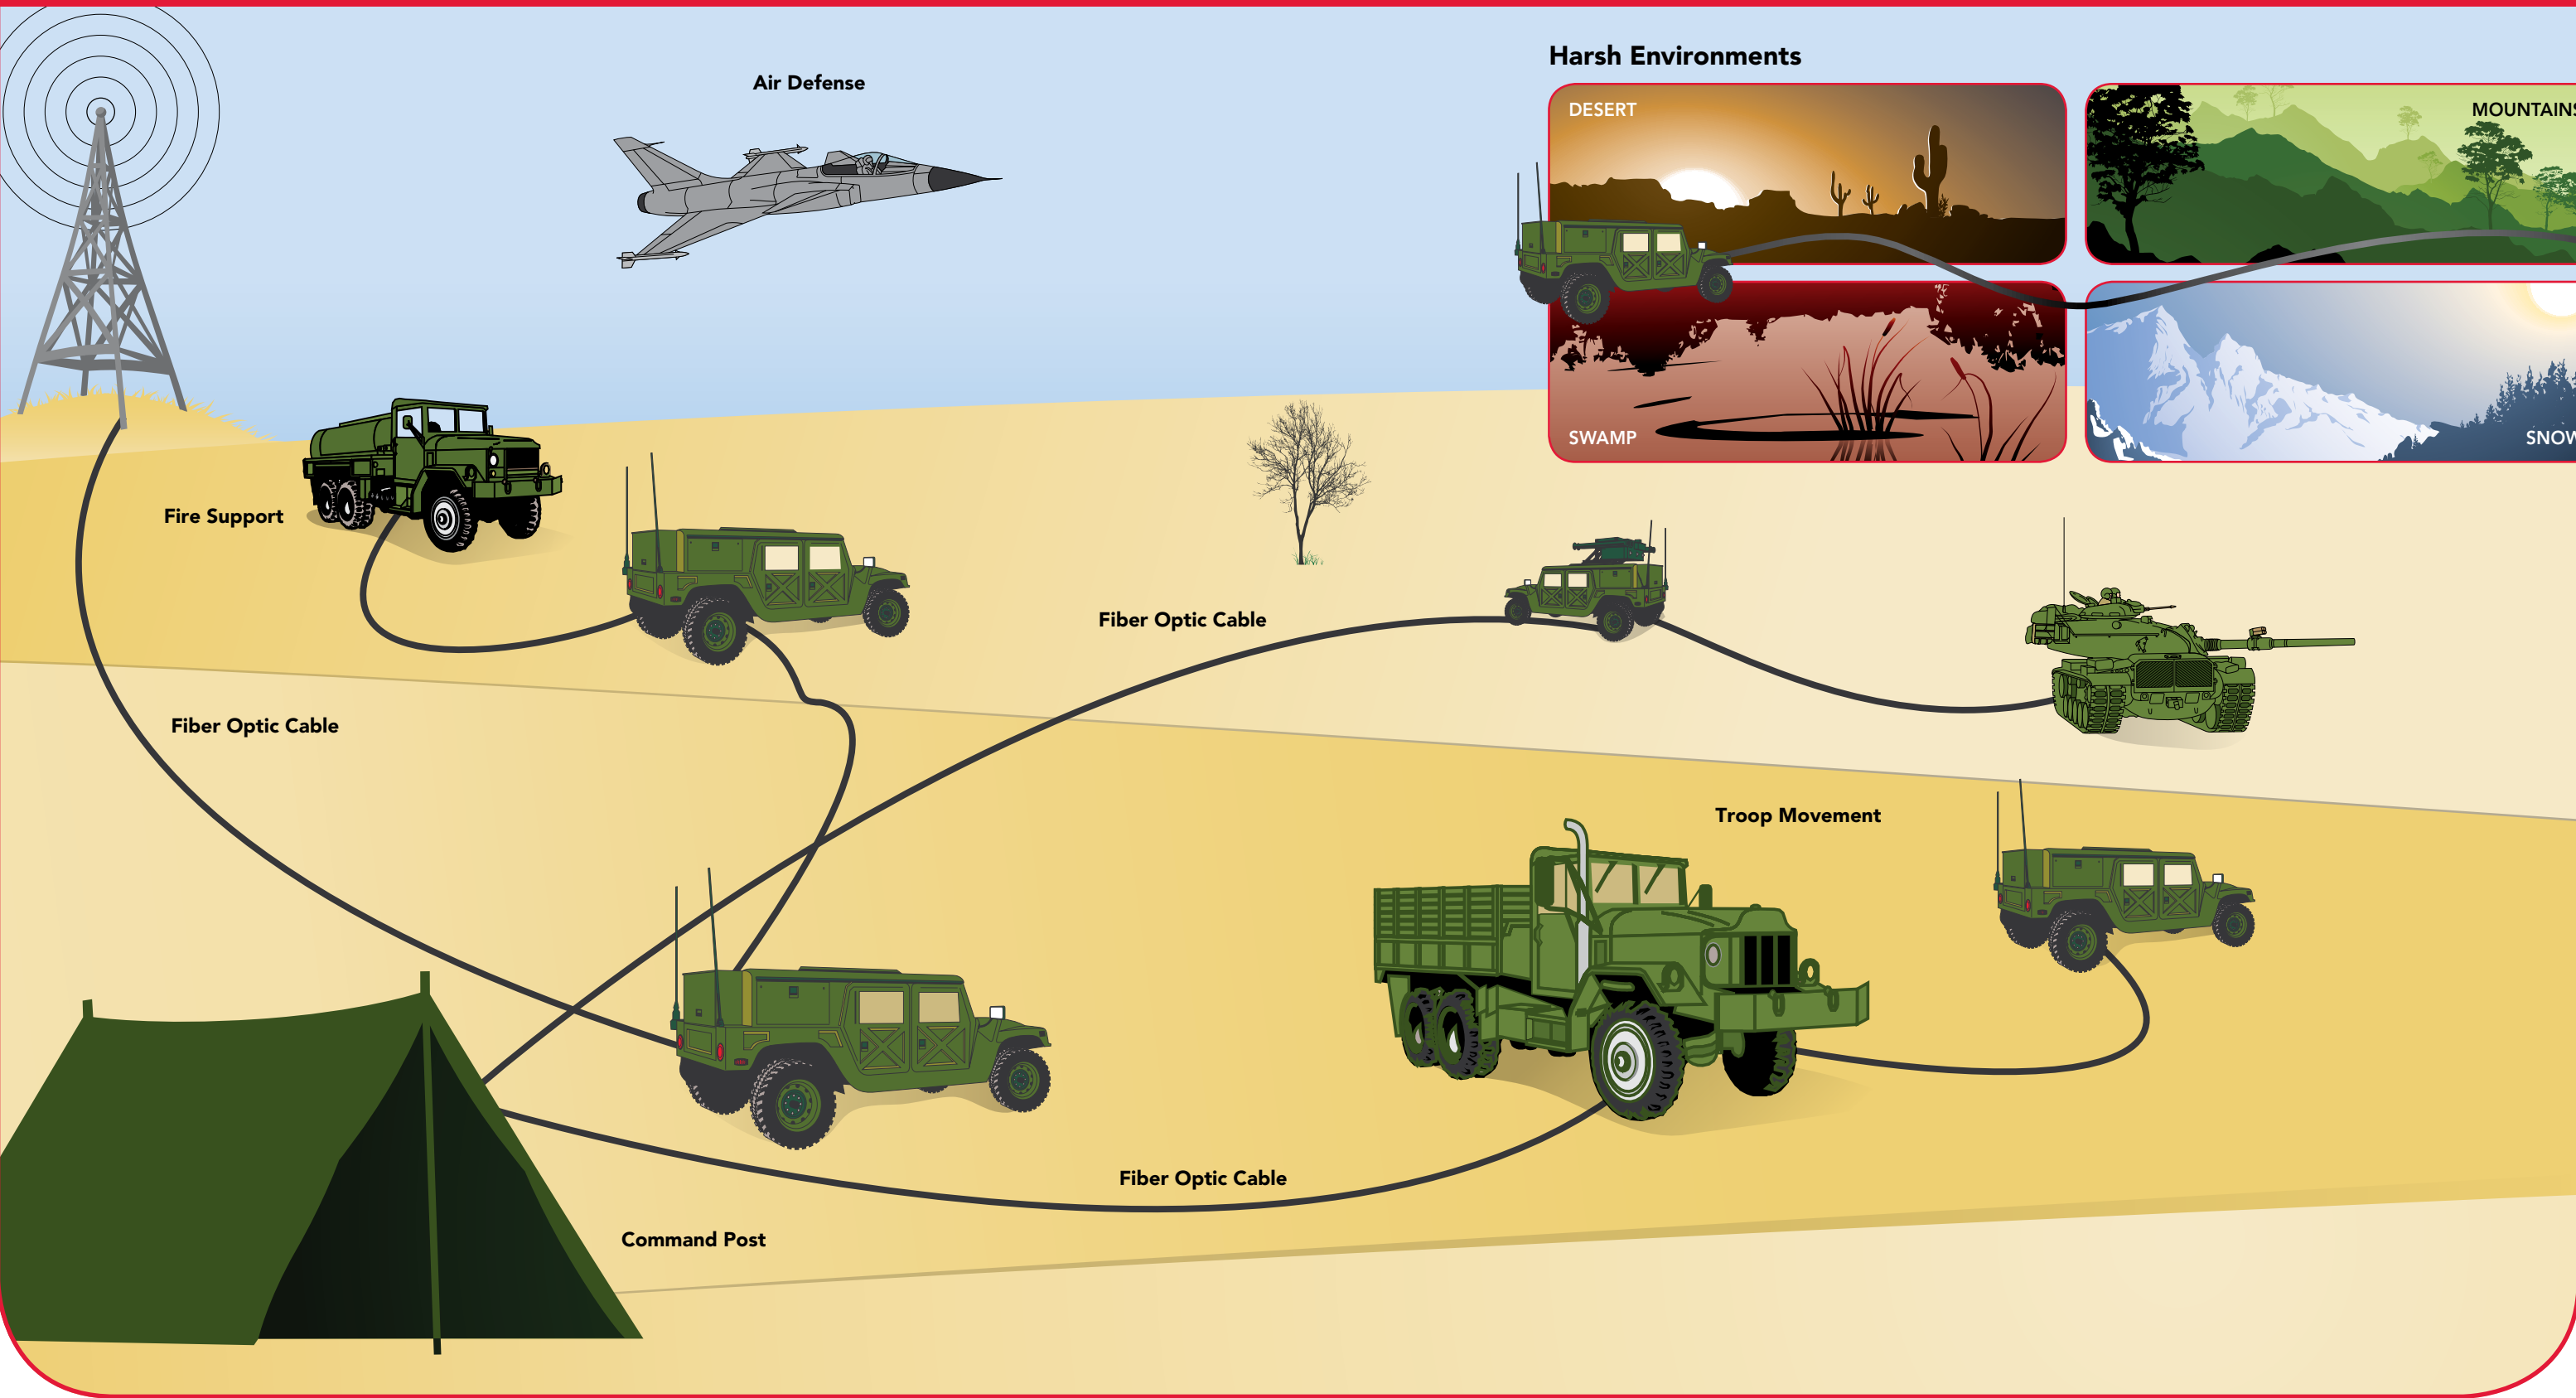 Harsh Environments
Air Defense
DESERT
MOUNTAINS
SWAMP
SNOW
Fire Support
Fiber Optic Cable
Fiber Optic Cable
Troop Movement
Fiber Optic Cable
Command Post